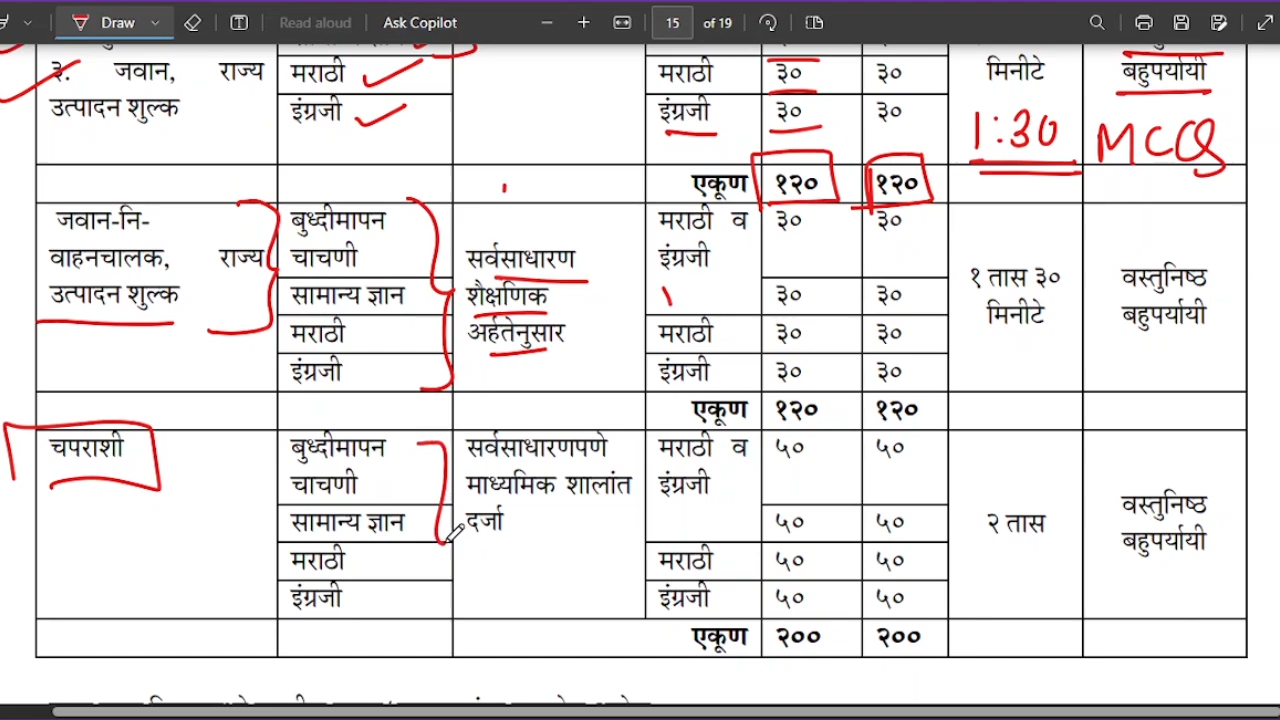 Draw
Read aloud
Ask Copilot
15 of 19
३. जवान, राज्य उत्पादन शुल्क
मराठी
इंग्रजी
मराठी ३० ३०
इंग्रजी ३० ३०
मिनीटे
बहुपर्यायी
1:30 MCQ
एकूण १२० १२०
जवान-नि-
वाहनचालक, राज्य
उत्पादन शुल्क
बुध्दीमापन
चाचणी
सामान्य ज्ञान
मराठी
इंग्रजी
सर्वसाधारण
शैक्षणिक
अर्हतेनुसार
मराठी व ३० ३०
इंग्रजी
३० ३०
मराठी ३० ३०
इंग्रजी ३० ३०
१ तास ३०
मिनीटे
वस्तुनिष्ठ
बहुपर्यायी
एकूण १२० १२०
चपराशी
बुध्दीमापन
चाचणी
सामान्य ज्ञान
मराठी
इंग्रजी
सर्वसाधारणपणे
माध्यमिक शालांत
दर्जा
मराठी व ५० ५०
इंग्रजी
५० ५०
मराठी ५० ५०
इंग्रजी ५० ५०
२ तास
वस्तुनिष्ठ
बहुपर्यायी
एकूण २०० २००